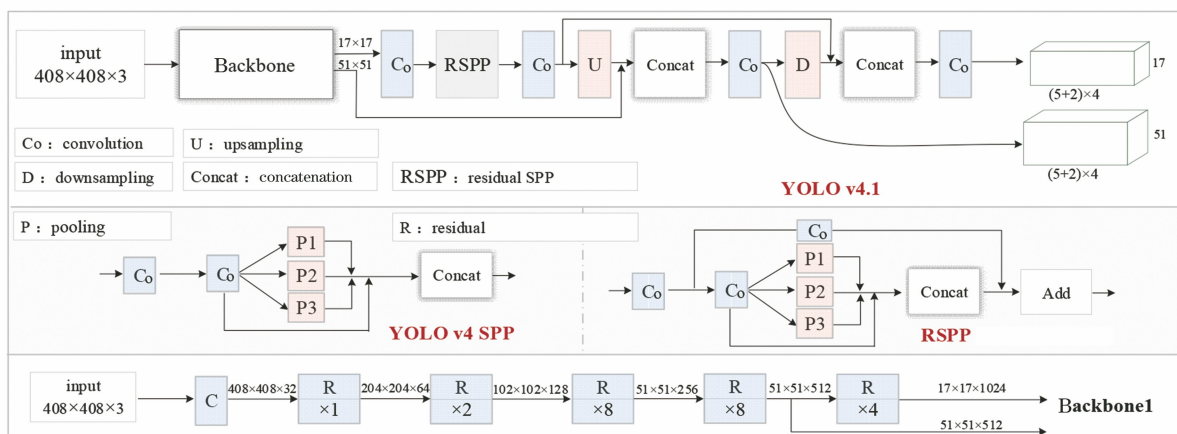 input
408×408×3
Backbone
17×17
51×51
Co
RSPP
Co
U
Concat
Co
D
Concat
Co
17
(5+2)×4
51
(5+2)×4
Co : convolution
U : upsampling
D : downsampling
Concat : concatenation
RSPP : residual SPP
YOLO v4.1
P : pooling
R : residual
Co
Co
P1
P2
P3
Concat
YOLO v4 SPP
Co
Co
Co
P1
P2
P3
Concat
Add
RSPP
input
408×408×3
C
408×408×32
R
×1
204×204×64
R
×2
102×102×128
R
×8
51×51×256
R
×8
51×51×512
R
×4
17×17×1024
51×51×512
Backbone1